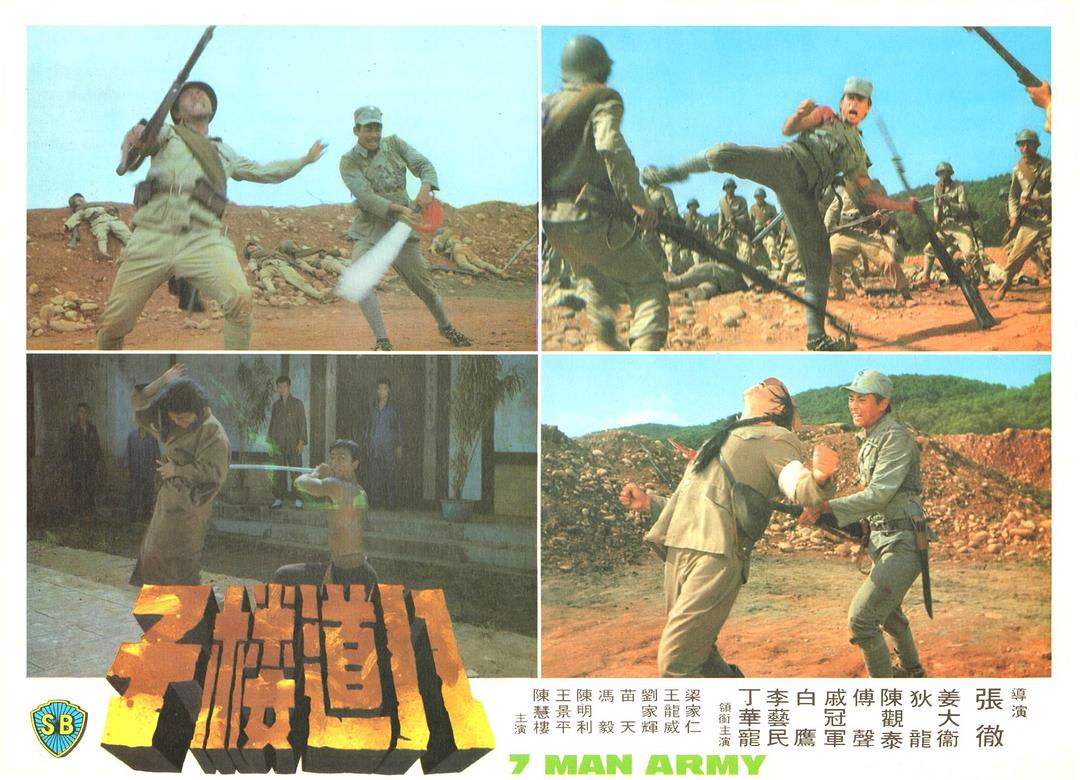 八道樓子
導演
張徹
姜大衞
狄龍
陳觀泰
傅聲
戚冠軍
白鷹
李藝民
丁華寵
領銜主演
梁家仁
王龍威
劉家輝
苗天
馮毅
陳明利
王景平
陳慧樓
主演
SB
7 MAN ARMY